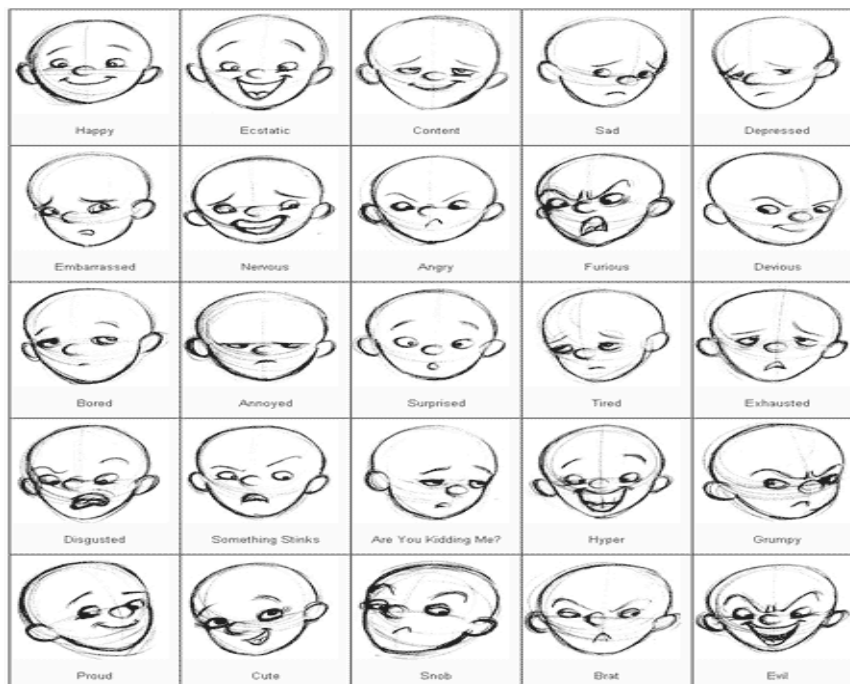 Happy
Ecstatic
Content
Sad
Depressed
Embarrassed
Nervous
Angry
Furious
Devious
Bored
Annoyed
Surprised
Tired
Exhausted
Disgusted
Something Stinks
Are You Kidding Me?
Hyper
Grumpy
Proud
Cute
Snob
Brat
Evil